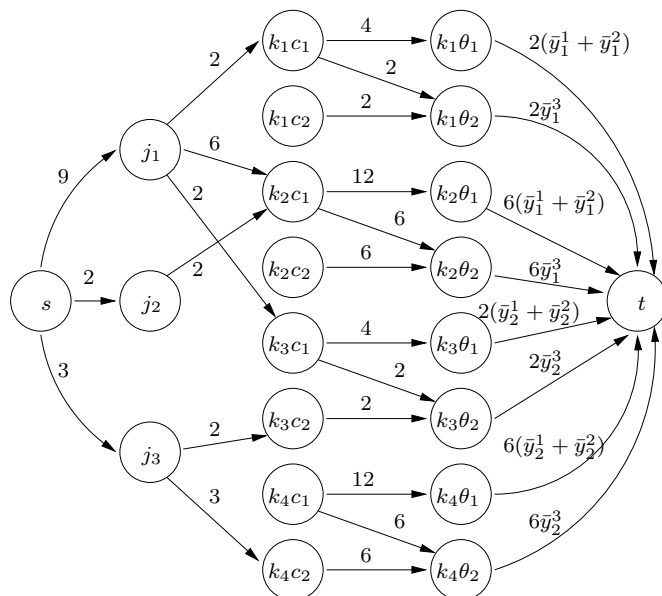 k₁c₁ 4 k₁θ₁ 2(ȳ₁¹ + ȳ₁²)
2 2
k₁c₂ 2 k₁θ₂ 2ȳ₁³
j₁ 6
9 2 k₂c₁ 12 k₂θ₁ 6(ȳ₁¹ + ȳ₁²)
6
2 k₂c₂ 6 k₂θ₂ 6ȳ₁³
s 2 j₂ t
k₃c₁ 4 k₃θ₁ 2(ȳ₂¹ + ȳ₂²)
3 2 2ȳ₂³
2 k₃c₂ 2 k₃θ₂
j₃ 6(ȳ₂¹ + ȳ₂²)
3 k₄c₁ 12 k₄θ₁
6 6ȳ₂³
k₄c₂ 6 k₄θ₂